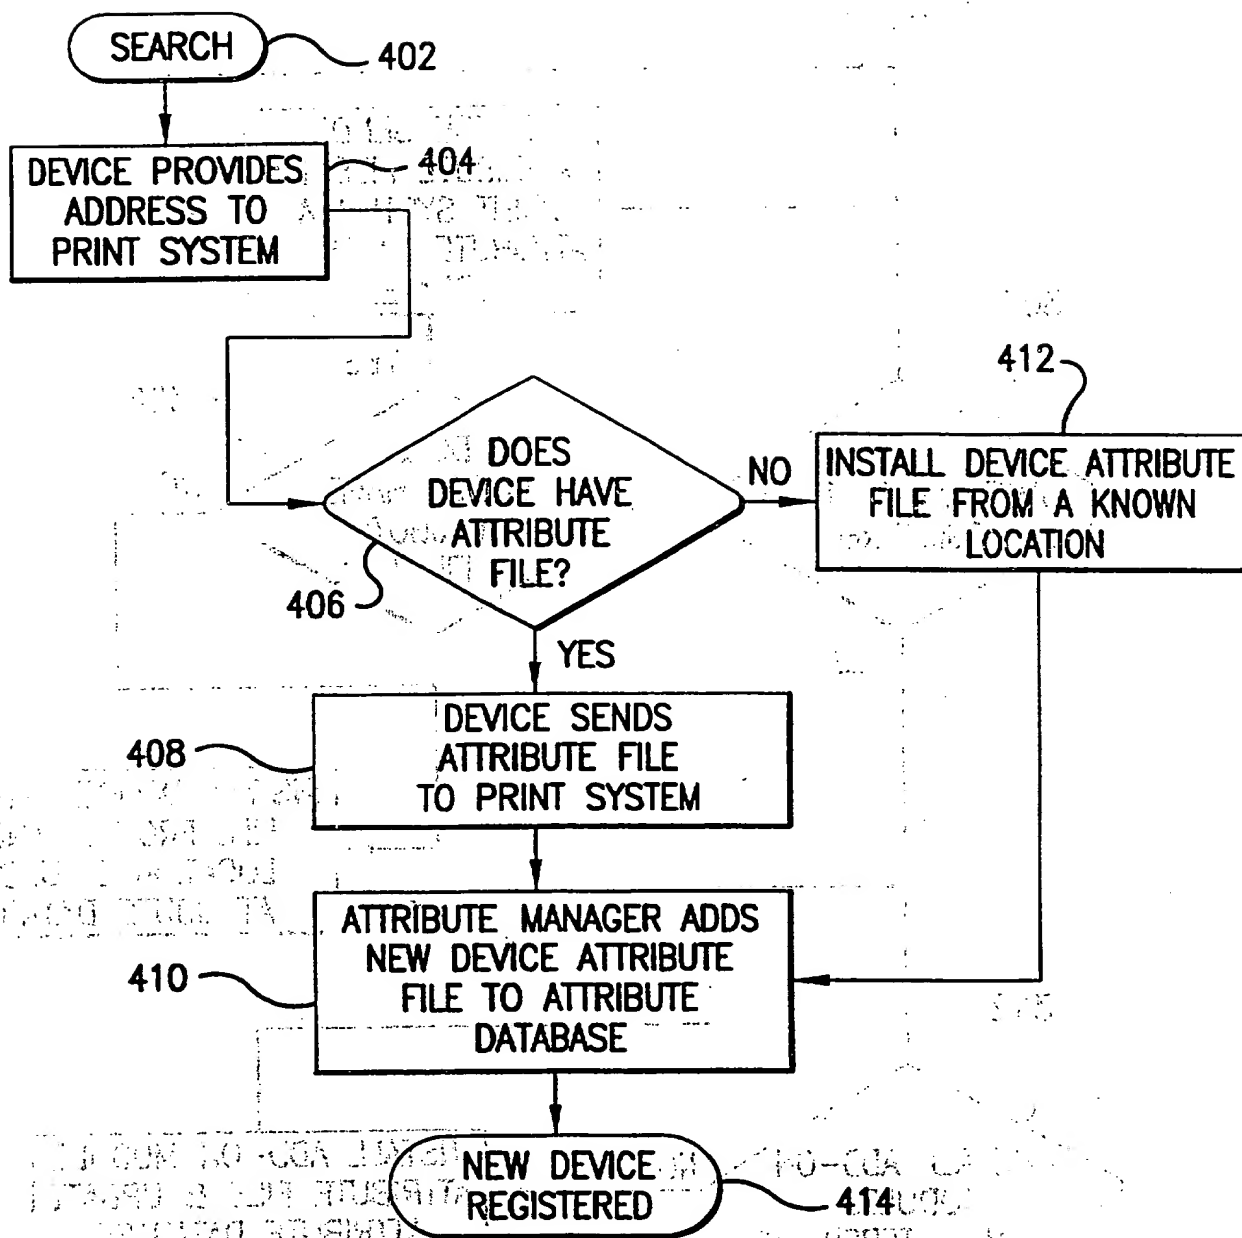 SEARCH
402
DEVICE PROVIDES
ADDRESS TO
PRINT SYSTEM
404
DOES
DEVICE HAVE
ATTRIBUTE
FILE?
406
NO
412
INSTALL DEVICE ATTRIBUTE
FILE FROM A KNOWN
LOCATION
YES
408
DEVICE SENDS
ATTRIBUTE FILE
TO PRINT SYSTEM
410
ATTRIBUTE MANAGER ADDS
NEW DEVICE ATTRIBUTE
FILE TO ATTRIBUTE
DATABASE
NEW DEVICE
REGISTERED
414